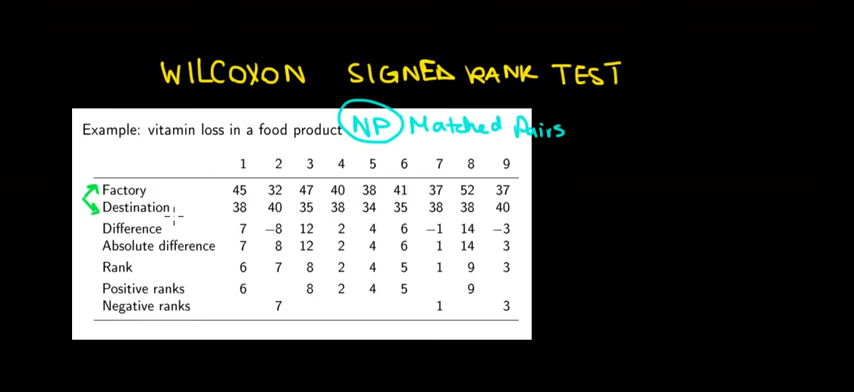 WILCOXON SIGNED RANK TEST
Example: vitamin loss in a food product NP Matched Pairs
1 2 3 4 5 6 7 8 9
Factory 45 32 47 40 38 41 37 52 37
Destination 38 40 35 38 34 35 38 38 40
Difference 7 −8 12 2 4 6 −1 14 −3
Absolute difference 7 8 12 2 4 6 1 14 3
Rank 6 7 8 2 4 5 1 9 3
Positive ranks 6 8 2 4 5 9
Negative ranks 7 1 3